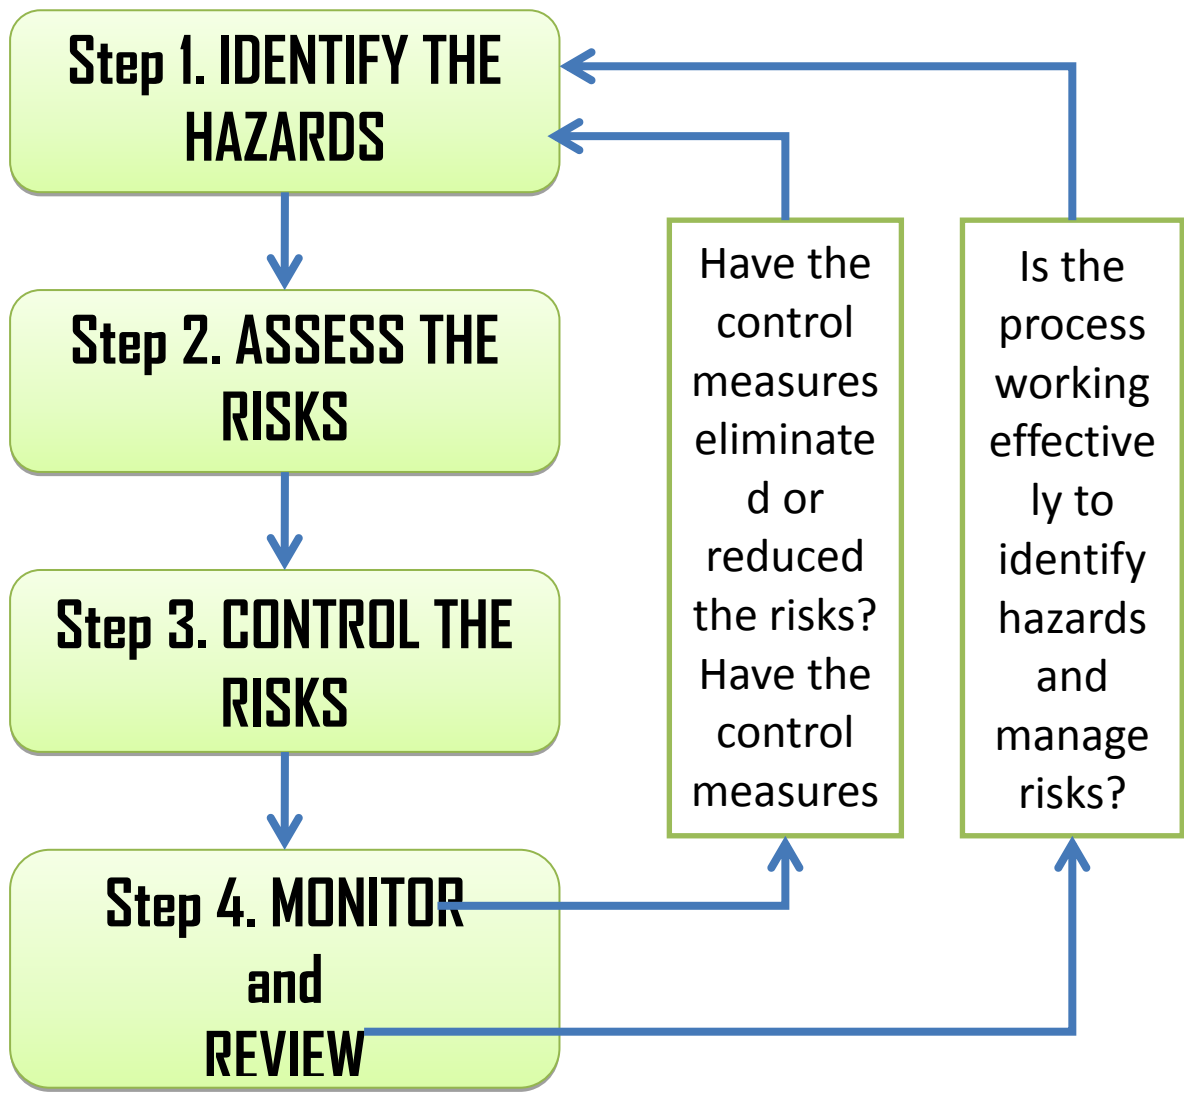 Step 1. IDENTIFY THE
HAZARDS
Step 2. ASSESS THE
RISKS
Step 3. CONTROL THE
RISKS
Step 4. MONITOR
and
REVIEW
Have the
control
measures
eliminate
d or
reduced
the risks?
Have the
control
measures
Is the
process
working
effective
ly to
identify
hazards
and
manage
risks?